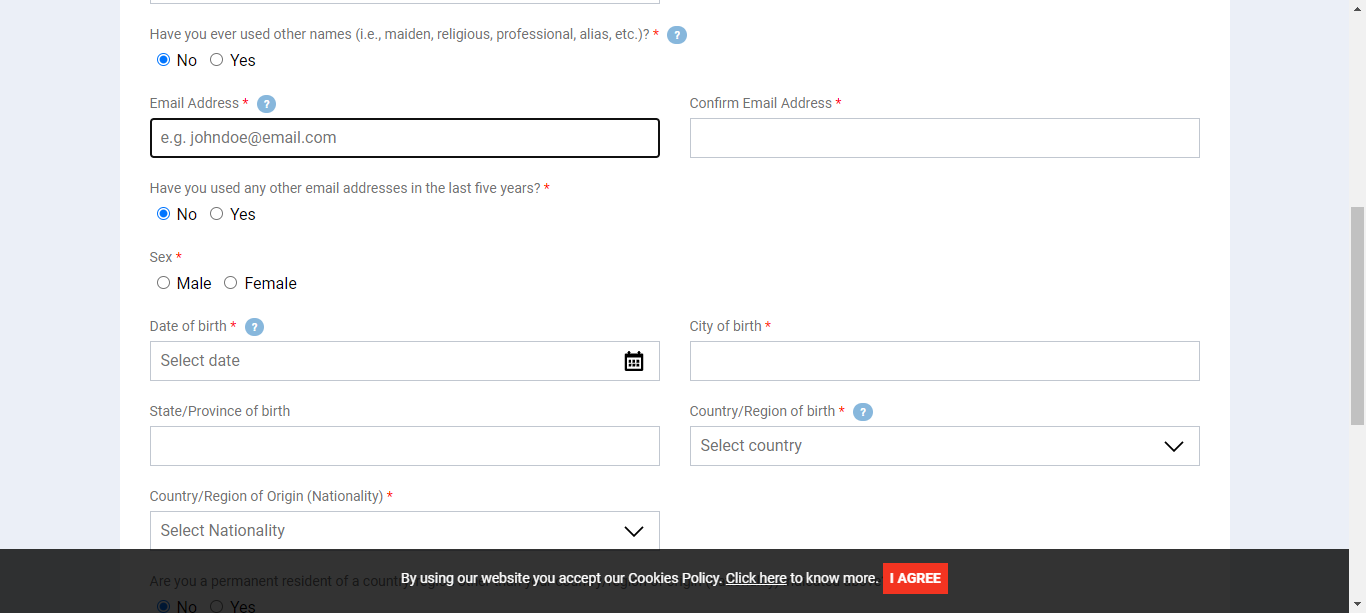 Have you ever used other names (i.e., maiden, religious, professional, alias, etc.)? * ?
No Yes
Email Address * ? Confirm Email Address *
e.g. johndoe@email.com
Have you used any other email addresses in the last five years? *
No Yes
Sex *
Male Female
Date of birth * ? City of birth *
Select date
State/Province of birth Country/Region of birth * ?
Select country
Country/Region of Origin (Nationality) *
Select Nationality
Are you a permanent resident of a country
By using our website you accept our Cookies Policy. Click here to know more. I AGREE
No Yes